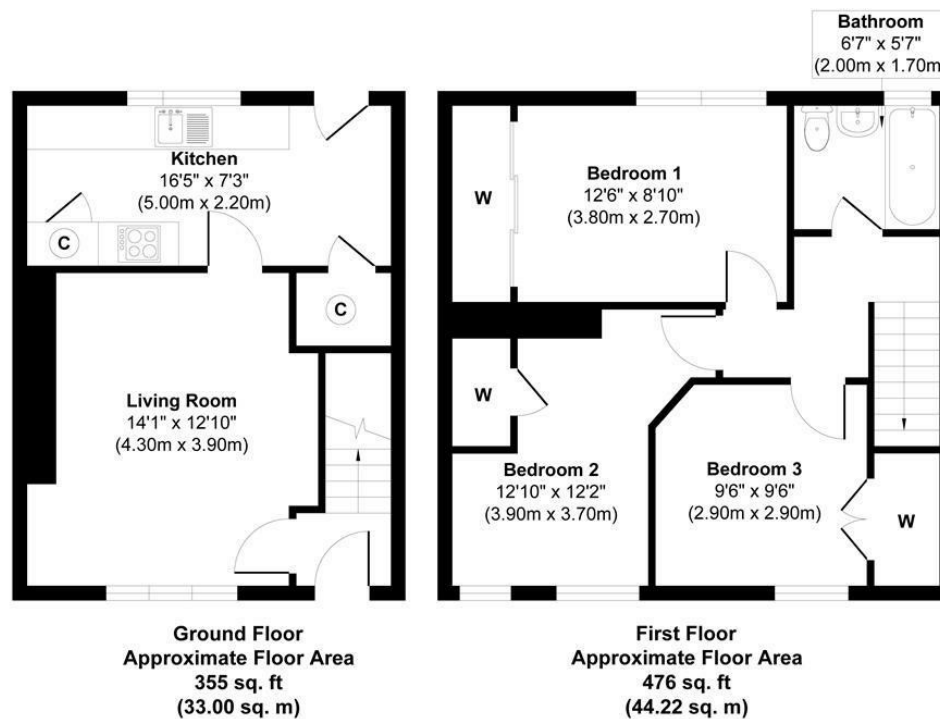 Bathroom
6'7" x 5'7"
(2.00m x 1.70m
Kitchen
16'5" x 7'3"
(5.00m x 2.20m)
C
C
Living Room
14'1" x 12'10"
(4.30m x 3.90m)
W
Bedroom 1
12'6" x 8'10"
(3.80m x 2.70m)
W
Bedroom 2
12'10" x 12'2"
(3.90m x 3.70m)
Bedroom 3
9'6" x 9'6"
(2.90m x 2.90m)
W
Ground Floor
Approximate Floor Area
355 sq. ft
(33.00 sq. m)
First Floor
Approximate Floor Area
476 sq. ft
(44.22 sq. m)